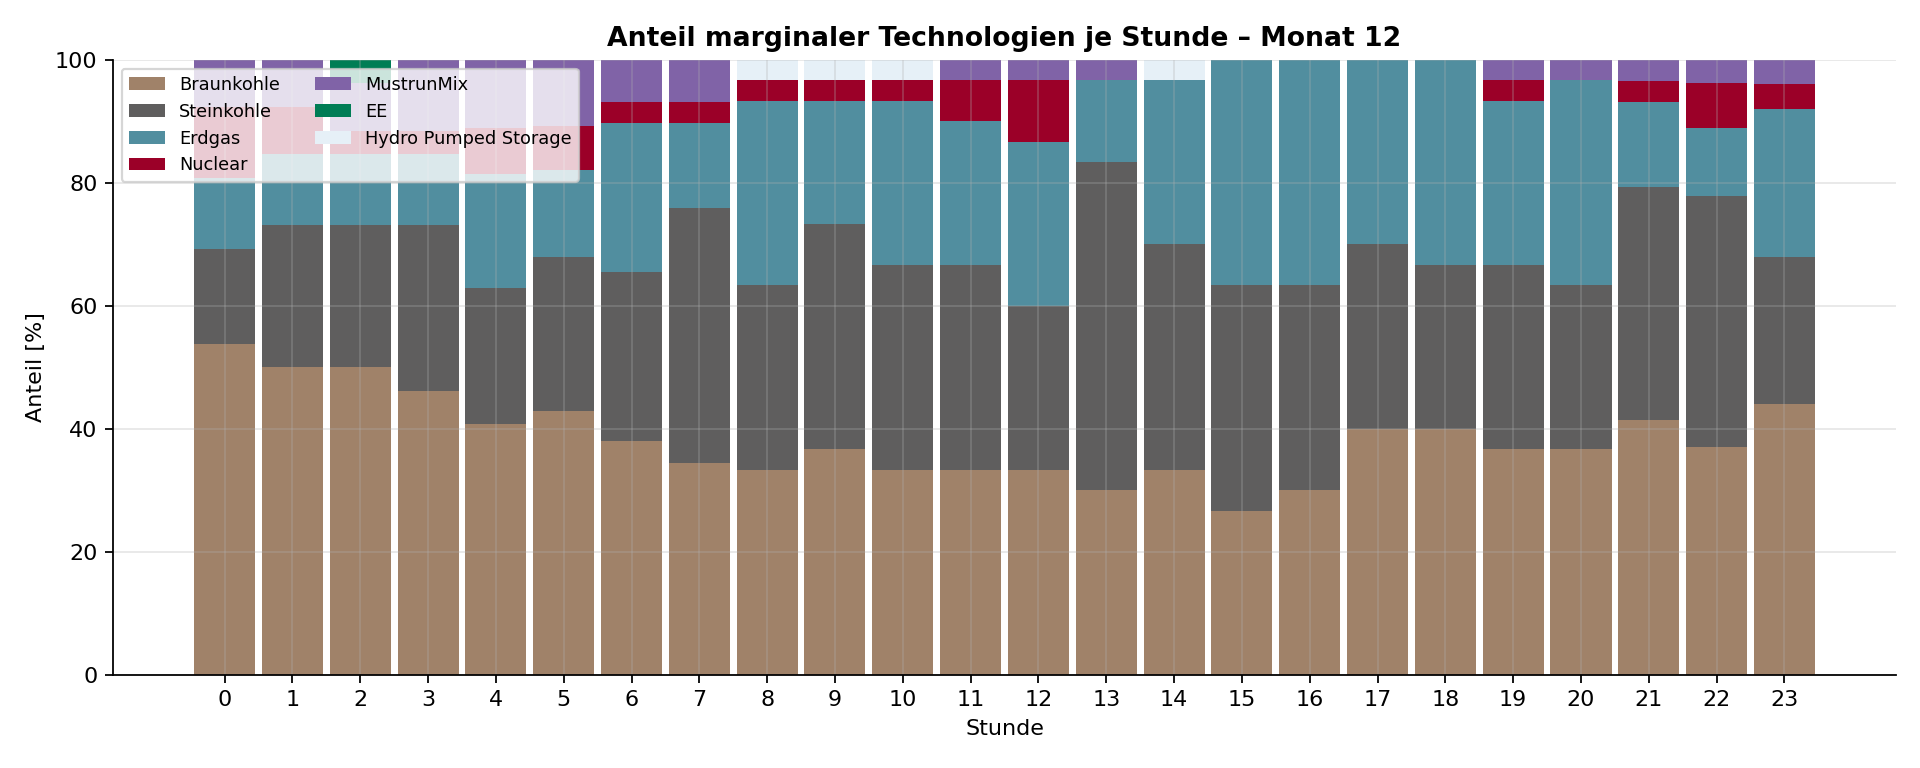 Anteil marginaler Technologien je Stunde – Monat 12
Braunkohle
Steinkohle
Erdgas
Nuclear
MustrunMix
EE
Hydro Pumped Storage
Anteil [%]
100
80
60
40
20
0
0 1 2 3 4 5 6 7 8 9 10 11 12 13 14 15 16 17 18 19 20 21 22 23
Stunde